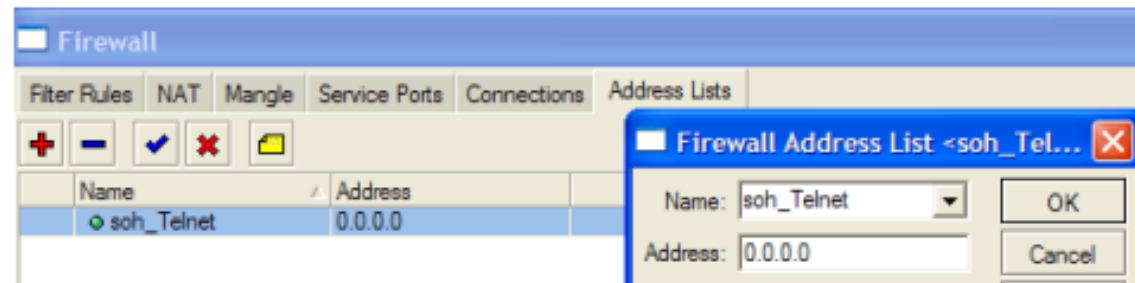 Firewall
Filter Rules NAT Mangle Service Ports Connections Address Lists
Firewall Address List <soh_Tel...
Name Address
soh_Telnet 0.0.0.0
Name: soh_Telnet OK
Address: 0.0.0.0 Cancel